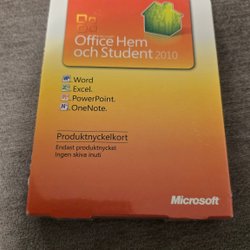 Office Hem
och Student 2010
Word
Excel.
PowerPoint.
OneNote.
Produktnyckelkort
Endast produktnyckel
ingen skiva inuti
Microsoft